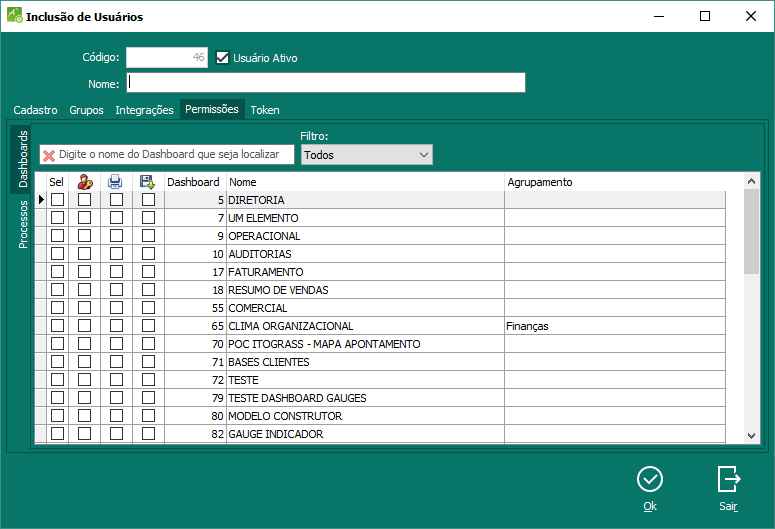 Inclusão de Usuários
Código: 46 Usuário Ativo
Nome:
Cadastro Grupos Integrações Permissões Token
Dashboards
Processos
Filtro:
Digite o nome do Dashboard que seja localizar Todos
Sel Dashboard Nome Agrupamento
5 DIRETORIA
7 UM ELEMENTO
9 OPERACIONAL
10 AUDITORIAS
17 FATURAMENTO
18 RESUMO DE VENDAS
55 COMERCIAL
65 CLIMA ORGANIZACIONAL Finanças
70 POC ITOGRASS - MAPA APONTAMENTO
71 BASES CLIENTES
72 TESTE
79 TESTE DASHBOARD GAUGES
80 MODELO CONSTRUTOR
82 GAUGE INDICADOR
Ok Sair